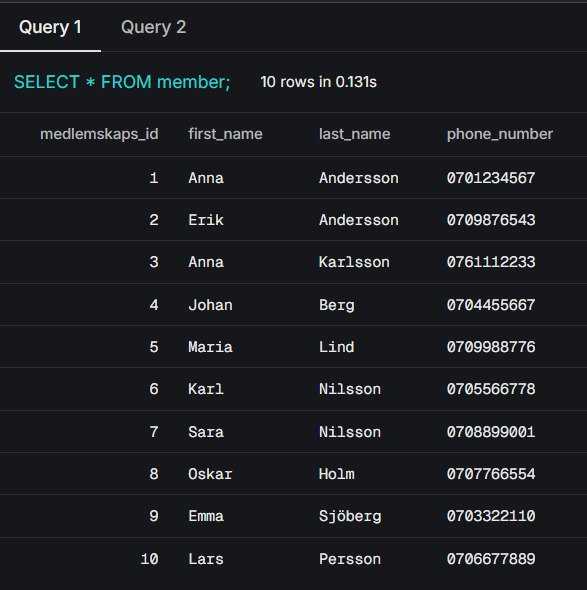 Query 1 Query 2
SELECT * FROM member; 10 rows in 0.131s
medlemskaps_id first_name last_name phone_number
1 Anna Andersson 0701234567
2 Erik Andersson 0709876543
3 Anna Karlsson 0761112233
4 Johan Berg 0704455667
5 Maria Lind 0709988776
6 Karl Nilsson 0705566778
7 Sara Nilsson 0708899001
8 Oskar Holm 0707766554
9 Emma Sjöberg 0703322110
10 Lars Persson 0706677889